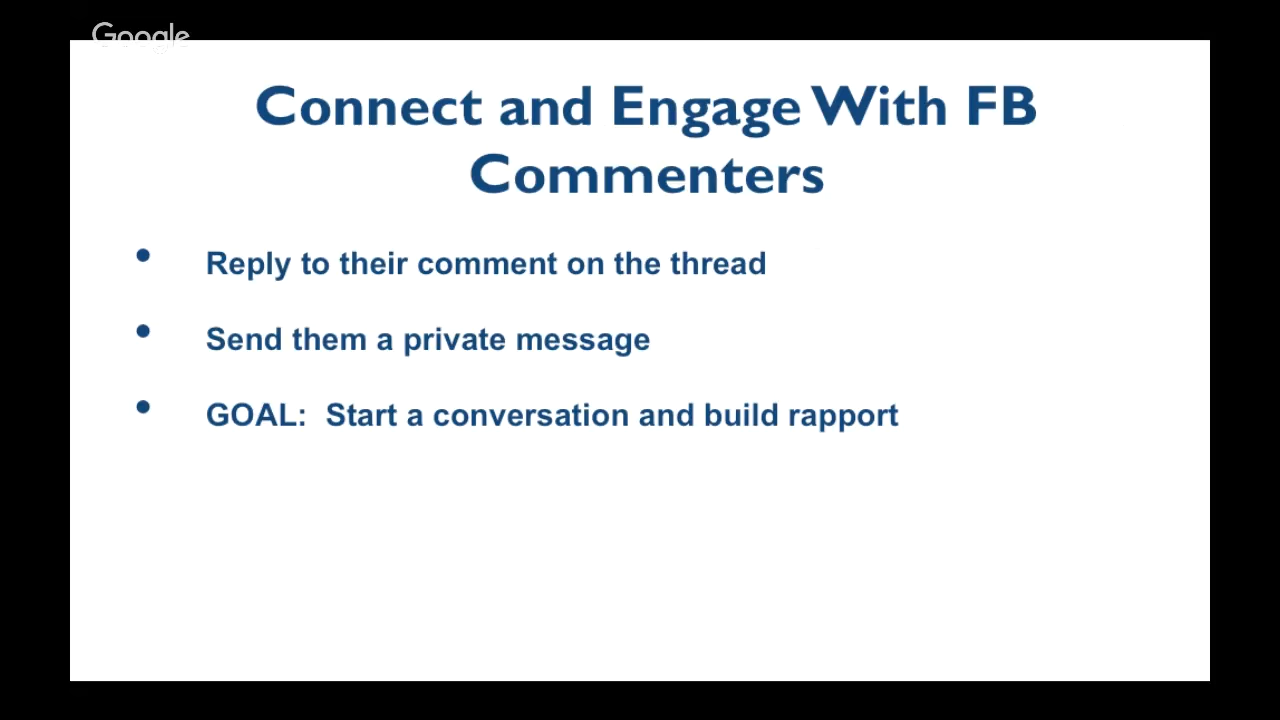 Google
Connect and Engage With FB
Commenters
• Reply to their comment on the thread
• Send them a private message
• GOAL: Start a conversation and build rapport